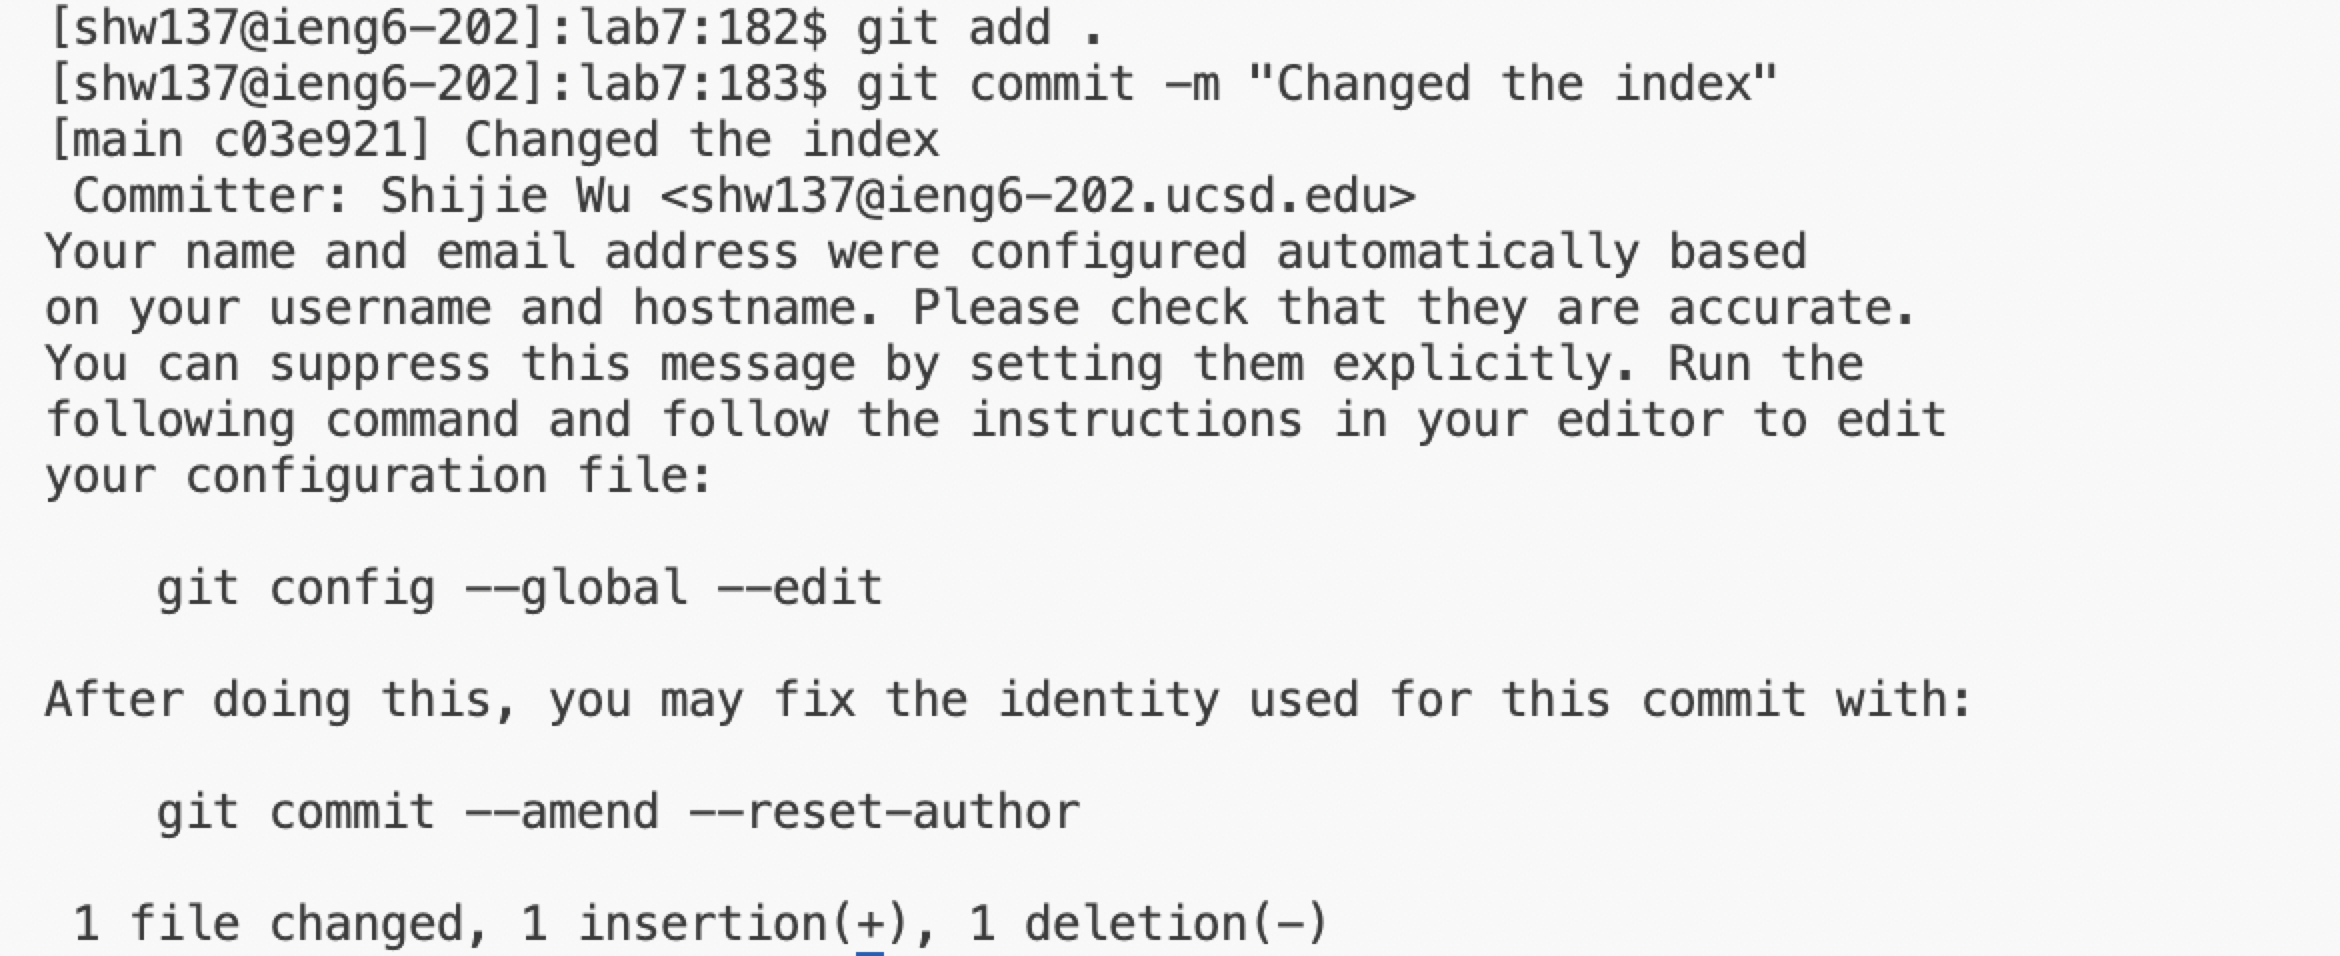 [shw137@ieng6-202]:lab7:182$ git add .
[shw137@ieng6-202]:lab7:183$ git commit -m "Changed the index"
[main c03e921] Changed the index
 Committer: Shijie Wu <shw137@ieng6-202.ucsd.edu>
Your name and email address were configured automatically based
on your username and hostname. Please check that they are accurate.
You can suppress this message by setting them explicitly. Run the
following command and follow the instructions in your editor to edit
your configuration file:

    git config --global --edit

After doing this, you may fix the identity used for this commit with:

    git commit --amend --reset-author

 1 file changed, 1 insertion(+), 1 deletion(-)